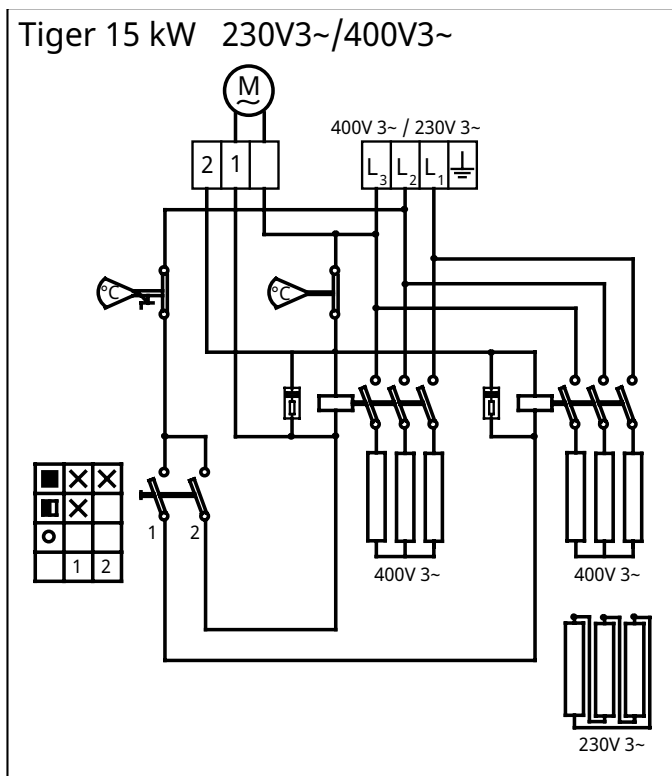 Tiger 15 kW 230V3~/400V3~
M
~
400V 3~ / 230V 3~
2 1
L3 L2 L1
°C
°C
1 2
1 2
400V 3~
400V 3~
230V 3~